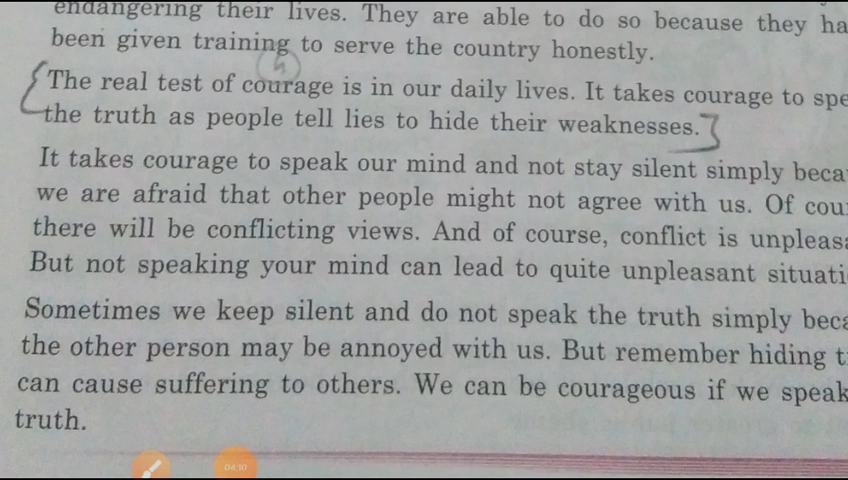 endangering their lives. They are able to do so because they ha
been given training to serve the country honestly.
4
The real test of courage is in our daily lives. It takes courage to spe
the truth as people tell lies to hide their weaknesses.
It takes courage to speak our mind and not stay silent simply beca
we are afraid that other people might not agree with us. Of cou
there will be conflicting views. And of course, conflict is unpleasa
But not speaking your mind can lead to quite unpleasant situati
Sometimes we keep silent and do not speak the truth simply beca
the other person may be annoyed with us. But remember hiding t
can cause suffering to others. We can be courageous if we speak
truth.
04:10